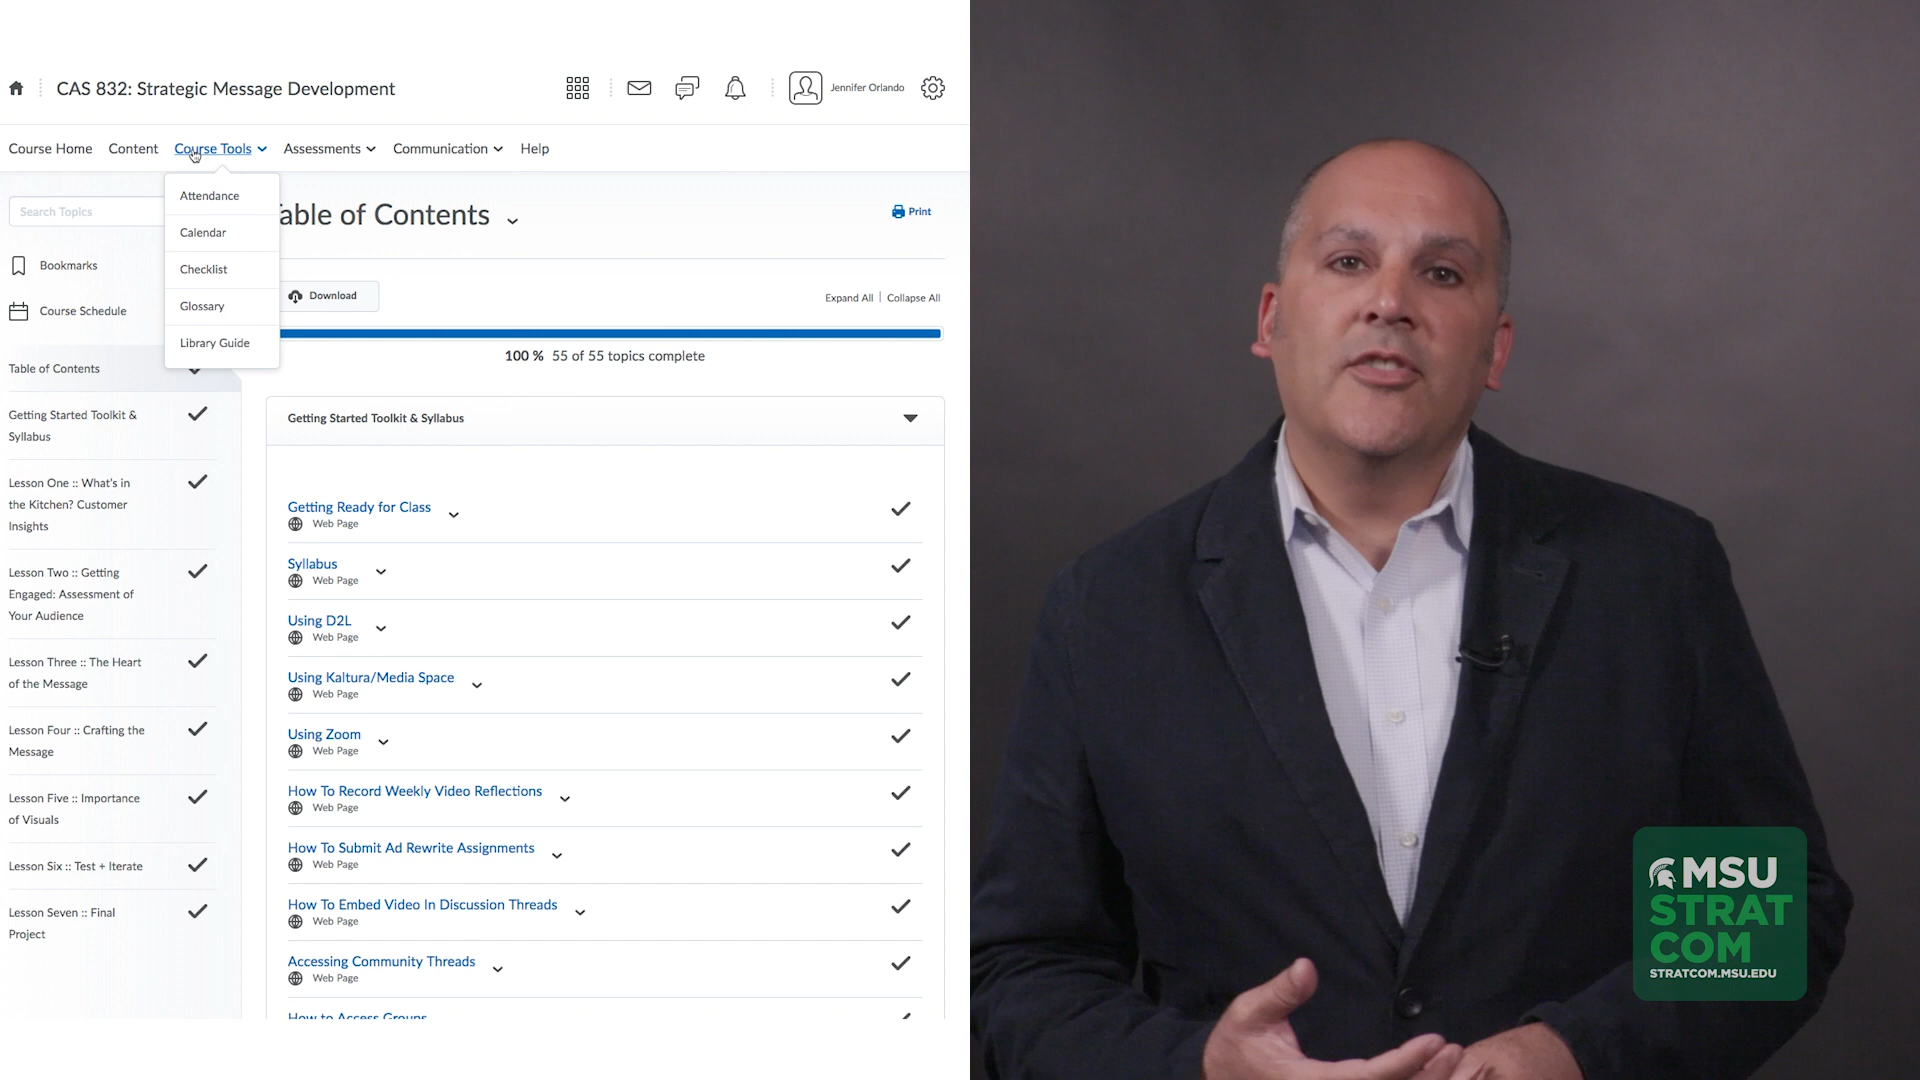 CAS 832: Strategic Message Development
Jennifer Orlando
Course Home Content Course Tools Assessments Communication Help
Attendance
Calendar
Checklist
Glossary
Library Guide
Search Topics
Bookmarks
Course Schedule
Table of Contents
Getting Started Toolkit &
Syllabus
Lesson One :: What's in
the Kitchen? Customer
Insights
Lesson Two :: Getting
Engaged: Assessment of
Your Audience
Lesson Three :: The Heart
of the Message
Lesson Four :: Crafting the
Message
Lesson Five :: Importance
of Visuals
Lesson Six :: Test + Iterate
Lesson Seven :: Final
Project
able of Contents
Print
Download
Expand All | Collapse All
100 % 55 of 55 topics complete
Getting Started Toolkit & Syllabus
Getting Ready for Class
Web Page
Syllabus
Web Page
Using D2L
Web Page
Using Kaltura/Media Space
Web Page
Using Zoom
Web Page
How To Record Weekly Video Reflections
Web Page
How To Submit Ad Rewrite Assignments
Web Page
How To Embed Video In Discussion Threads
Web Page
Accessing Community Threads
Web Page
How to Access Groups
MSU
STRAT
COM
STRATCOM.MSU.EDU